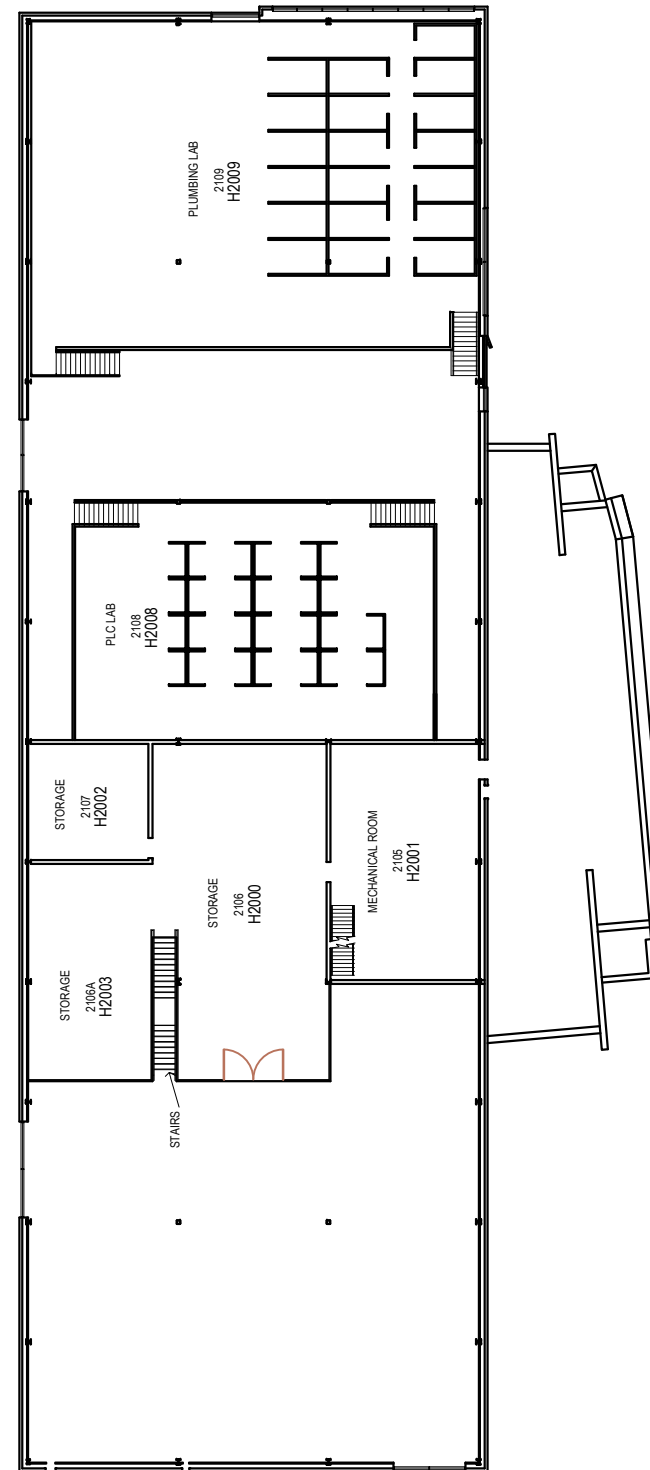 PLUMBING LAB
2109
H2009
PLC LAB
2108
H2008
STORAGE
2107
H2002
STORAGE
2106
H2000
MECHANICAL ROOM
2105
H2001
STORAGE
2106A
H2003
STAIRS